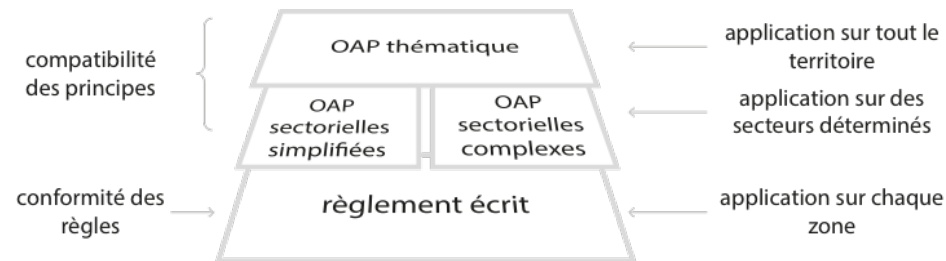 compatibilité
des principes
OAP thématique
application sur tout le
territoire
OAP
sectorielles
simplifiées
OAP
sectorielles
complexes
application sur des
secteurs déterminés
conformité des
règles
règlement écrit
application sur chaque
zone